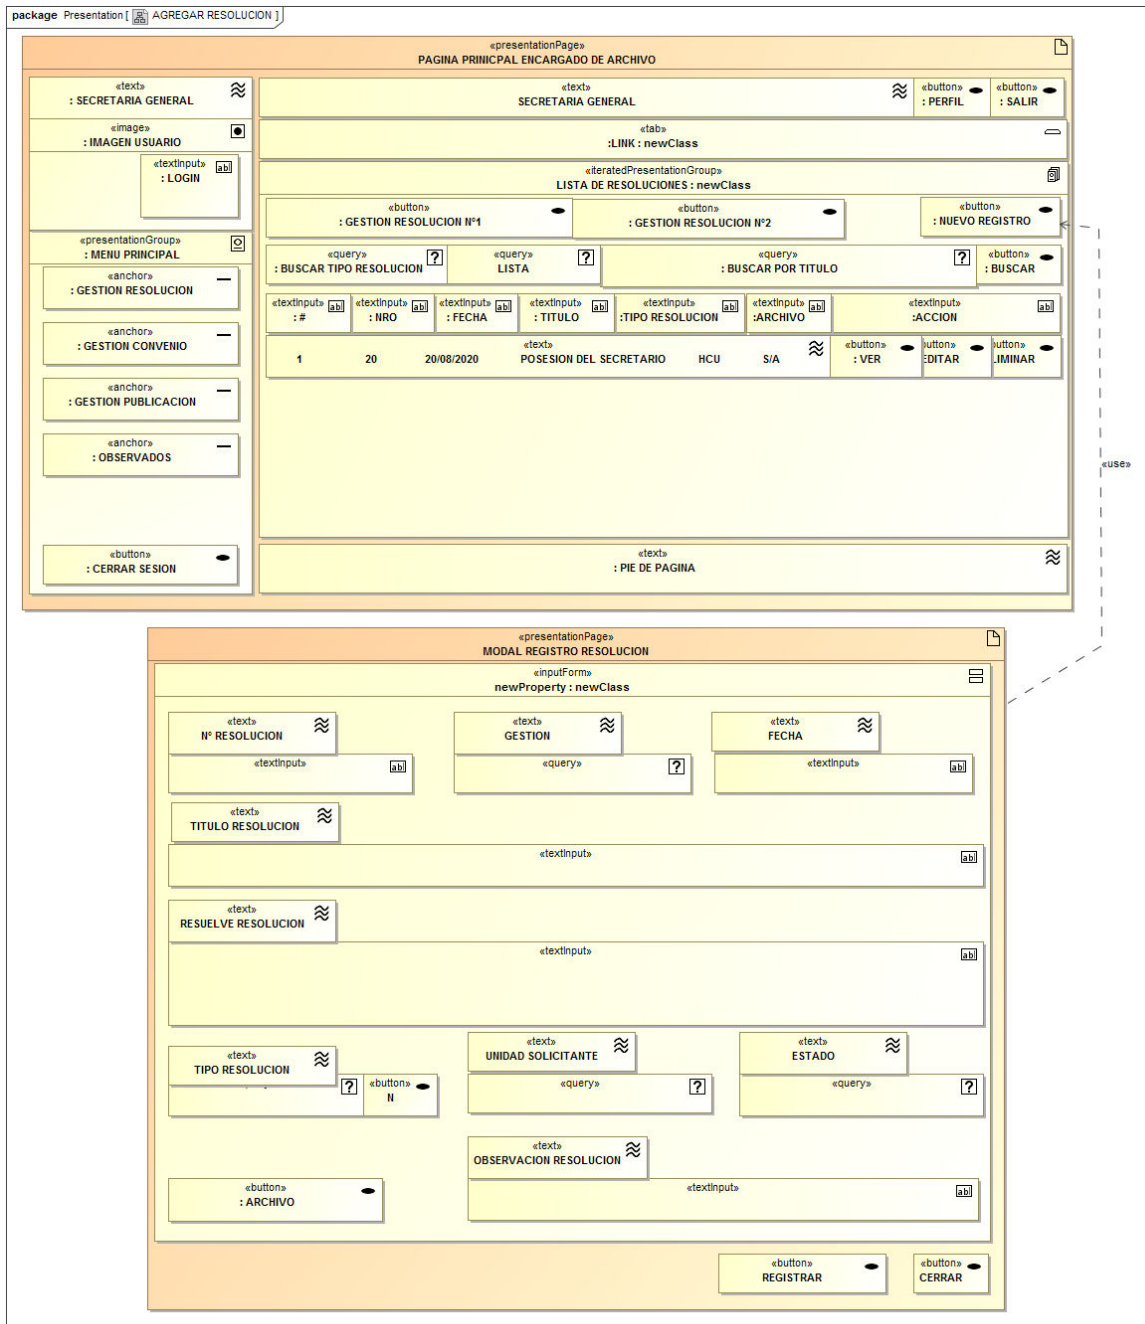 package Presentation [ AGREGAR RESOLUCION ]
«presentationPage»
PAGINA PRINICPAL ENCARGADO DE ARCHIVO
«text»
: SECRETARIA GENERAL
«image»
: IMAGEN USUARIO
«textInput»
: LOGIN
«presentationGroup»
: MENU PRINCIPAL
«anchor»
: GESTION RESOLUCION
«anchor»
: GESTION CONVENIO
«anchor»
: GESTION PUBLICACION
«anchor»
: OBSERVADOS
«button»
: CERRAR SESION
«text»
SECRETARIA GENERAL
«button»
: PERFIL
«button»
: SALIR
«tab»
:LINK : newClass
«iteratedPresentationGroup»
LISTA DE RESOLUCIONES : newClass
«button»
: GESTION RESOLUCION Nº1
«button»
: GESTION RESOLUCION Nº2
«button»
: NUEVO REGISTRO
«query»
: BUSCAR TIPO RESOLUCION
«query»
LISTA
«query»
: BUSCAR POR TITULO
«button»
: BUSCAR
«textInput»
: #
«textInput»
: NRO
«textInput»
: FECHA
«textInput»
: TITULO
«textInput»
:TIPO RESOLUCION
«textInput»
:ARCHIVO
«textInput»
:ACCION
«text»
1 20 20/08/2020 POSESION DEL SECRETARIO HCU S/A
«button»
: VER
utton»
EDITAR
utton»
LIMINAR
«text»
: PIE DE PAGINA
«use»
«presentationPage»
MODAL REGISTRO RESOLUCION
«inputForm»
newProperty : newClass
«text»
Nº RESOLUCION
«textInput»
«text»
GESTION
«query»
«text»
FECHA
«textInput»
«text»
TITULO RESOLUCION
«textInput»
«text»
RESUELVE RESOLUCION
«textInput»
«text»
TIPO RESOLUCION
«button»
N
«text»
UNIDAD SOLICITANTE
«query»
«text»
ESTADO
«query»
«text»
OBSERVACION RESOLUCION
«textInput»
«button»
: ARCHIVO
«button»
REGISTRAR
«button»
CERRAR